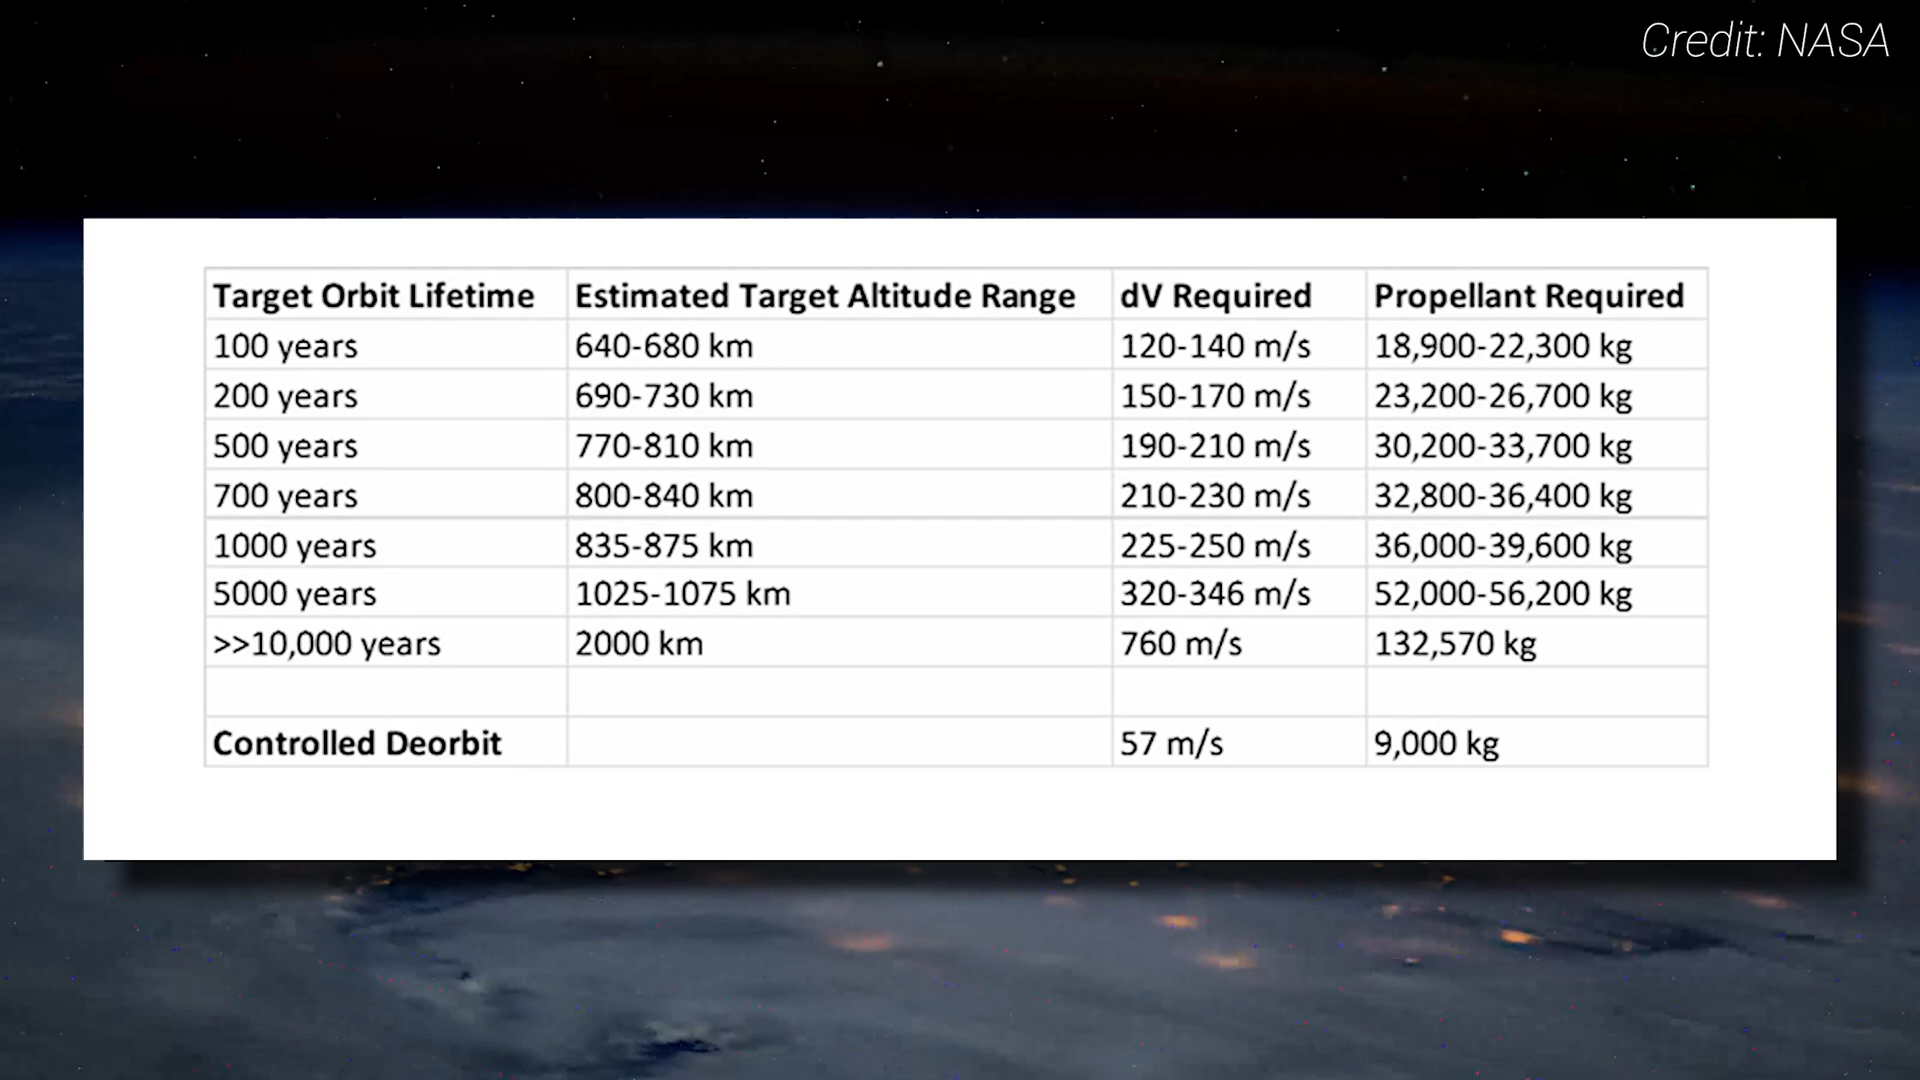 Credit: NASA
Target Orbit Lifetime Estimated Target Altitude Range dV Required Propellant Required
100 years 640-680 km 120-140 m/s 18,900-22,300 kg
200 years 690-730 km 150-170 m/s 23,200-26,700 kg
500 years 770-810 km 190-210 m/s 30,200-33,700 kg
700 years 800-840 km 210-230 m/s 32,800-36,400 kg
1000 years 835-875 km 225-250 m/s 36,000-39,600 kg
5000 years 1025-1075 km 320-346 m/s 52,000-56,200 kg
>>10,000 years 2000 km 760 m/s 132,570 kg
Controlled Deorbit 57 m/s 9,000 kg